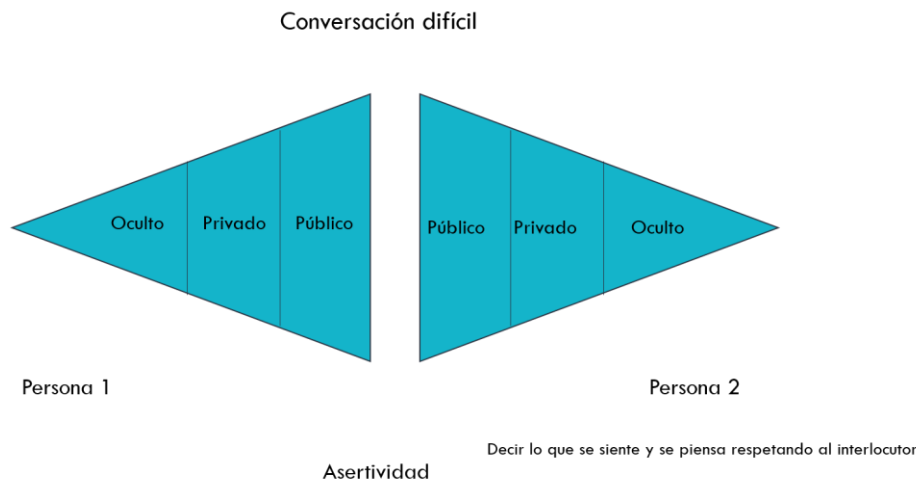 Conversación difícil
Oculto Privado Público Público Privado Oculto
Persona 1 Persona 2
Decir lo que se siente y se piensa respetando al interlocutor
Asertividad